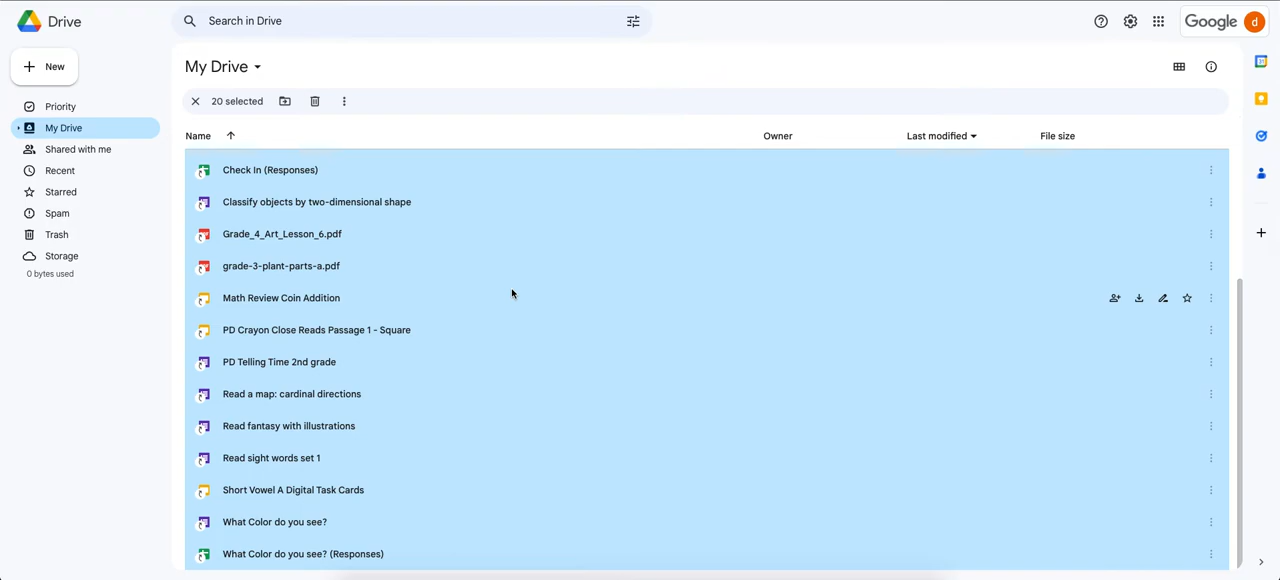 Drive
Search in Drive
Google d
New
My Drive
20 selected
Priority
My Drive
Shared with me
Recent
Starred
Spam
Trash
Storage
0 bytes used
Name Owner Last modified File size
Check In (Responses)
Classify objects by two-dimensional shape
Grade_4_Art_Lesson_6.pdf
grade-3-plant-parts-a.pdf
Math Review Coin Addition
PD Crayon Close Reads Passage 1 - Square
PD Telling Time 2nd grade
Read a map: cardinal directions
Read fantasy with illustrations
Read sight words set 1
Short Vowel A Digital Task Cards
What Color do you see?
What Color do you see? (Responses)